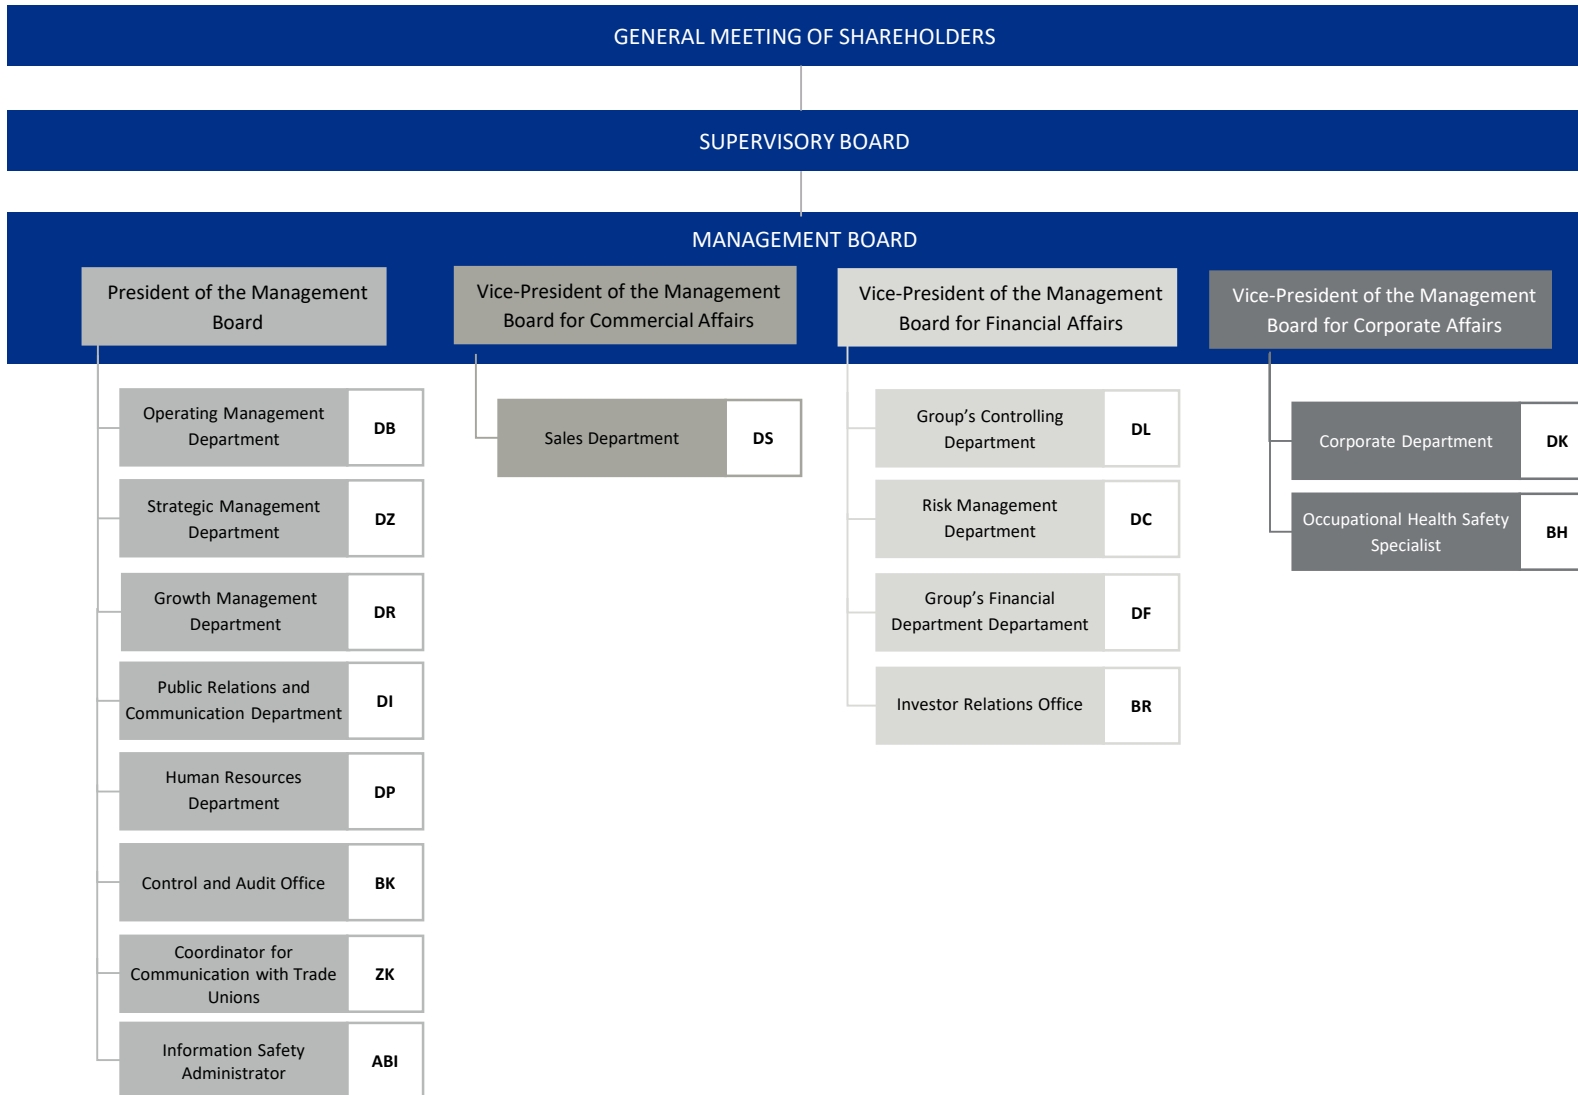 GENERAL MEETING OF SHAREHOLDERS
SUPERVISORY BOARD
MANAGEMENT BOARD
President of the Management
Board
Operating Management
Department
DB
Strategic Management
Department
DZ
Growth Management
Department
DR
Public Relations and
Communication Department
DI
Human Resources
Department
DP
Control and Audit Office
BK
Coordinator for
Communication with Trade
Unions
ZK
Information Safety
Administrator
ABI
Vice-President of the Management
Board for Commercial Affairs
Sales Department
DS
Vice-President of the Management
Board for Financial Affairs
Group's Controlling
Department
DL
Risk Management
Department
DC
Group's Financial
Department Departament
DF
Investor Relations Office
BR
Vice-President of the Management
Board for Corporate Affairs
Corporate Department
DK
Occupational Health Safety
Specialist
BH